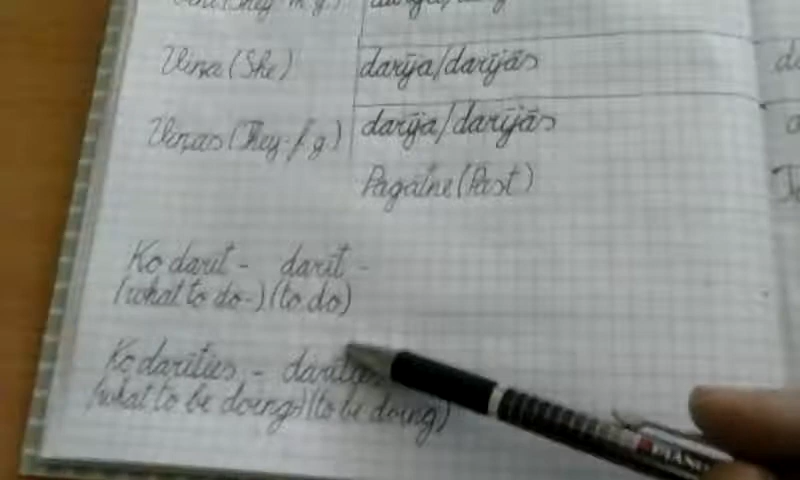 Viņa (She) darīja/darījās
Viņas (They-f.g.) darīja/darījās
Pagātne (Past)
Ko darīt - darīt -
(what to do-) (to do)
Ko darīties - darīties
(what to be doing-) (to be doing)